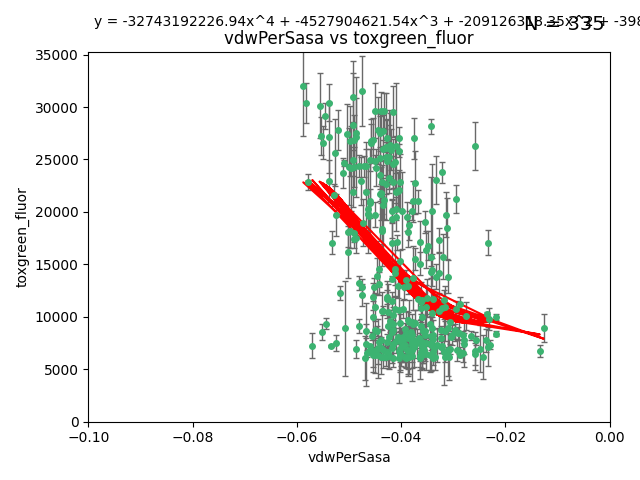 y = -32743192226.94x^4 + -4527904621.54x^3 + + -398
N = 335
vdwPerSasa vs toxgreen_fluor
35000
30000
25000
20000
15000
10000
5000
0
toxgreen_fluor
−0.10 −0.08 −0.06 −0.04 −0.02 0.00
vdwPerSasa